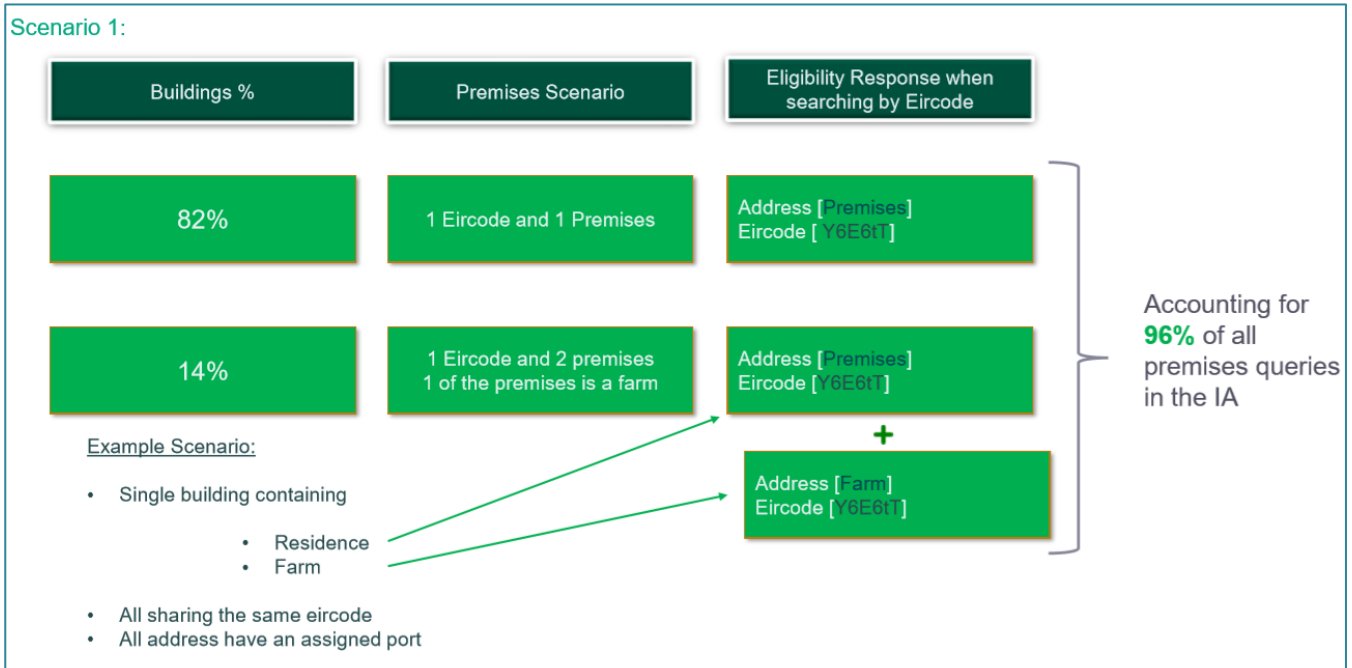 Scenario 1:
Buildings %
Premises Scenario
Eligibility Response when
searching by Eircode
82%
1 Eircode and 1 Premises
Address [Premises]
Eircode [ Y6E6tT]
14%
1 Eircode and 2 premises
1 of the premises is a farm
Address [Premises]
Eircode [Y6E6tT]
+
Address [Farm]
Eircode [Y6E6tT]
Accounting for
96% of all
premises queries
in the IA
Example Scenario:
• Single building containing
• Residence
• Farm
• All sharing the same eircode
• All address have an assigned port